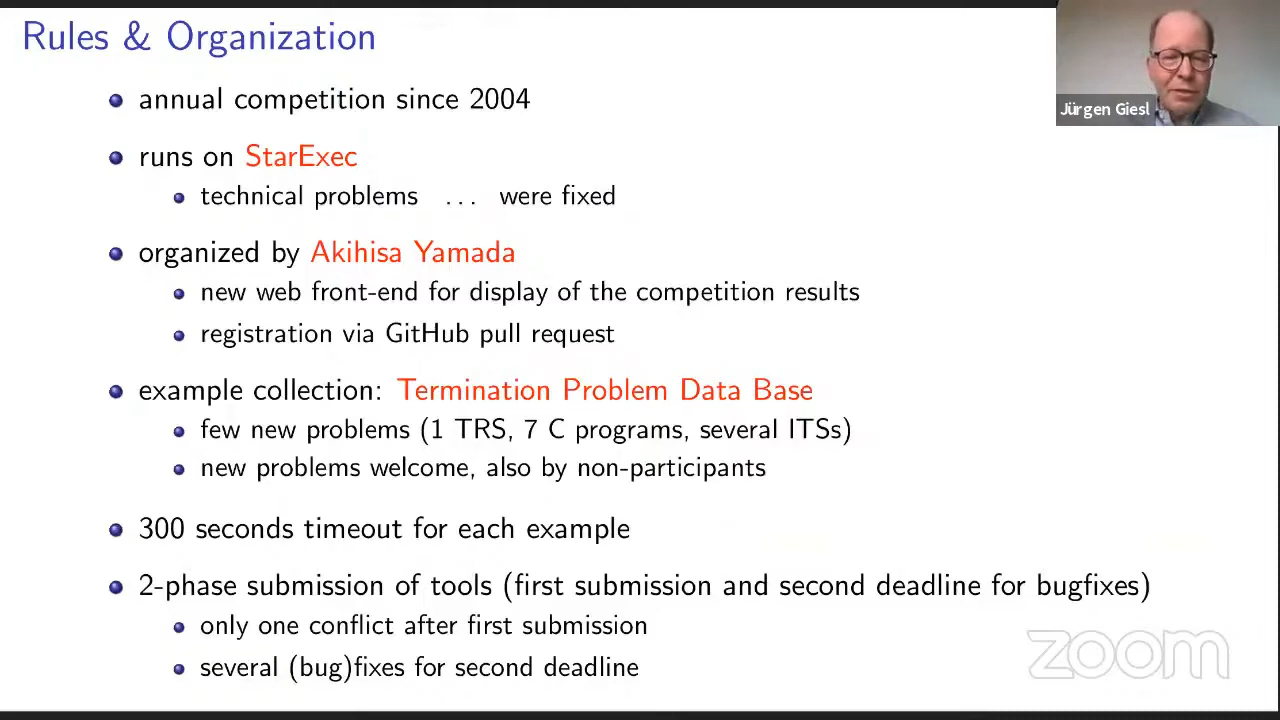 Rules & Organization
annual competition since 2004
runs on StarExec
technical problems ... were fixed
organized by Akihisa Yamada
new web front-end for display of the competition results
registration via GitHub pull request
example collection: Termination Problem Data Base
few new problems (1 TRS, 7 C programs, several ITSs)
new problems welcome, also by non-participants
300 seconds timeout for each example
2-phase submission of tools (first submission and second deadline for bugfixes)
only one conflict after first submission
several (bug)fixes for second deadline
Jürgen Giesl
zoom